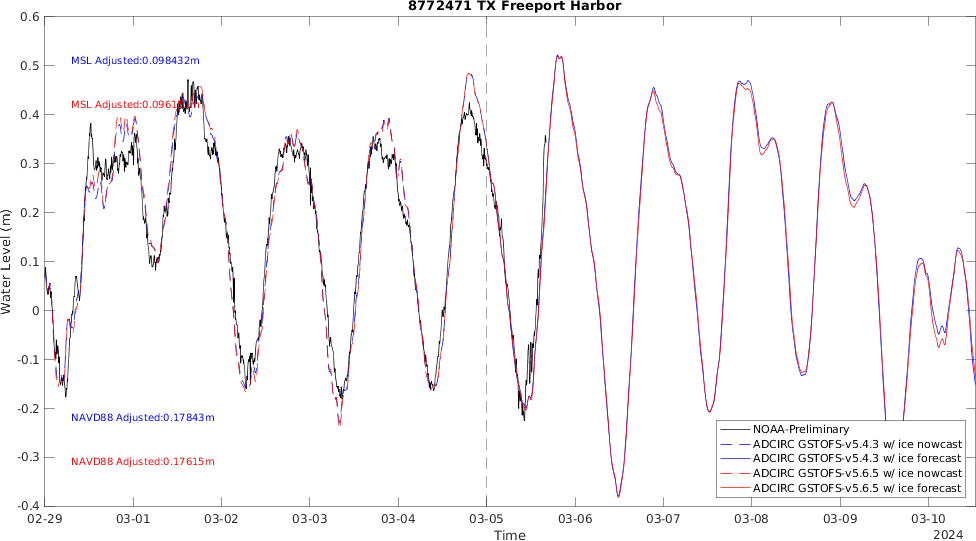 8772471 TX Freeport Harbor
0.6
0.5
0.4
0.3
0.2
0.1
0
-0.1
-0.2
-0.3
-0.4
Water Level (m)
MSL Adjusted:0.098432m
MSL
NAVD88 Adjusted:0.17843m
NAVD88 Adjusted:0.17615m
NOAA-Preliminary
ADCIRC GSTOFS-v5.4.3 w/ ice nowcast
ADCIRC GSTOFS-v5.4.3 w/ ice forecast
ADCIRC GSTOFS-v5.6.5 w/ ice nowcast
ADCIRC GSTOFS-v5.6.5 w/ ice forecast
02-29 03-01 03-02 03-03 03-04 03-05 03-06 03-07 03-08 03-09 03-10
Time
2024